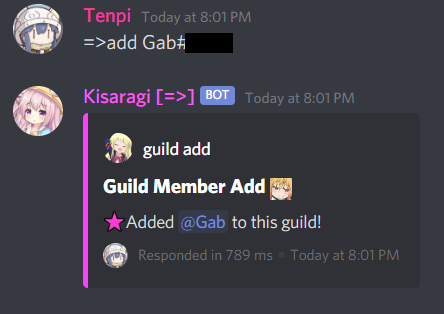 Tenpi Today at 8:01 PM
=>add Gab#
Kisaragi [=>] BOT Today at 8:01 PM
guild add
Guild Member Add
Added @Gab to this guild!
Responded in 789 ms • Today at 8:01 PM